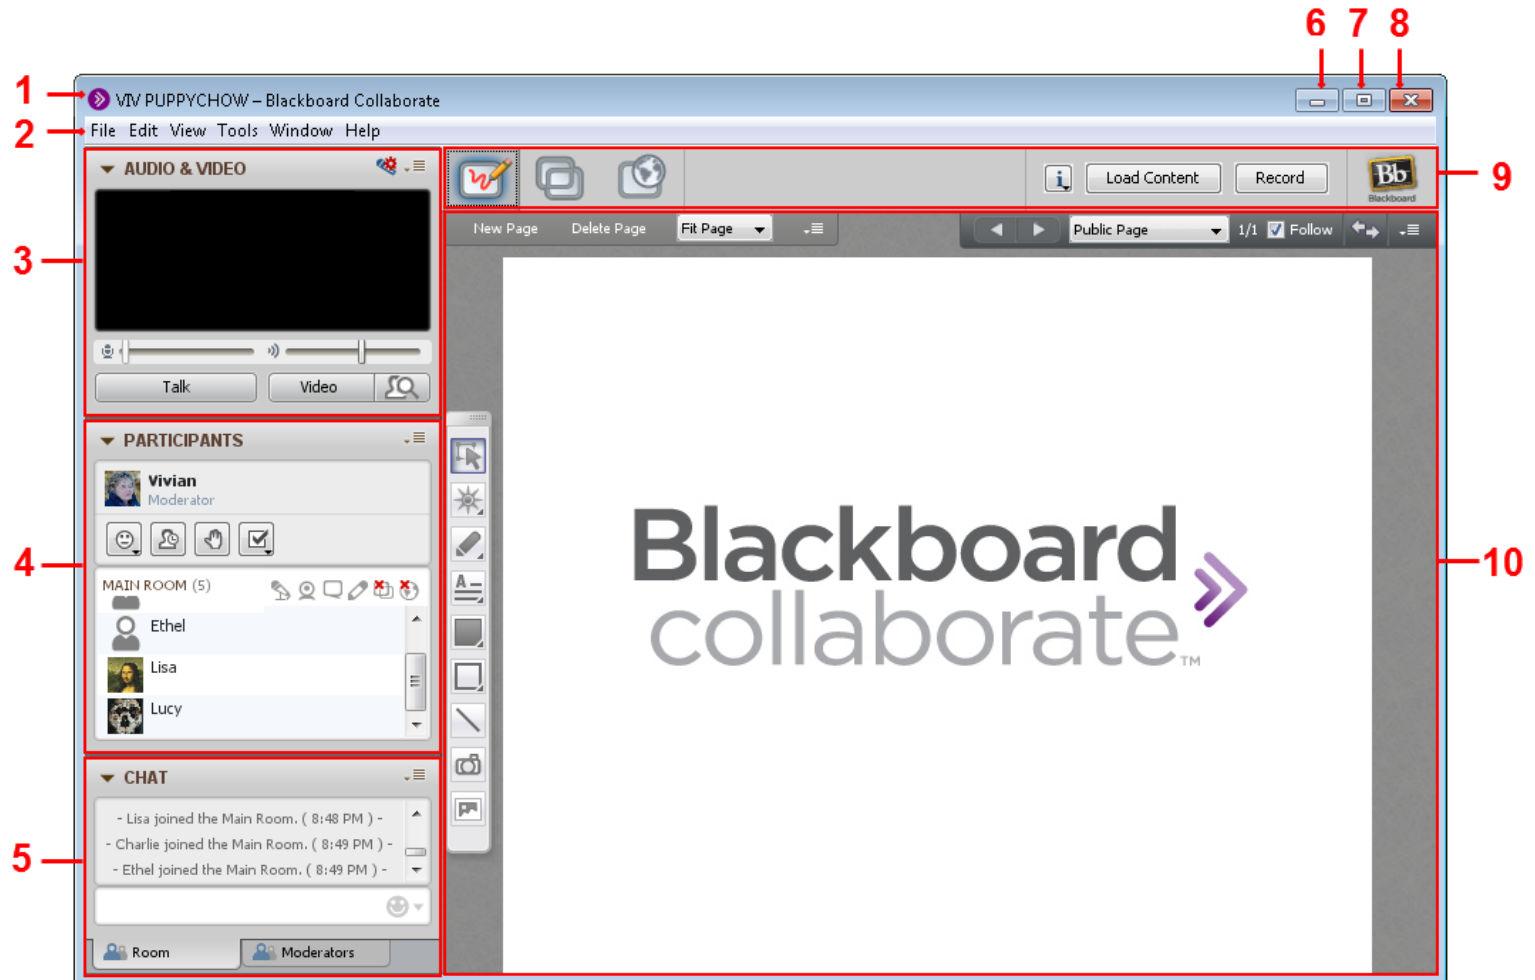 6 7 8
1 VIV PUPPYCHOW – Blackboard Collaborate
2 File Edit View Tools Window Help
AUDIO & VIDEO
3
Talk Video
PARTICIPANTS
Vivian
Moderator
4
MAIN ROOM (5)
Ethel
Lisa
Lucy
CHAT
- Lisa joined the Main Room. ( 8:48 PM ) -
- Charlie joined the Main Room. ( 8:49 PM ) -
5
- Ethel joined the Main Room. ( 8:49 PM ) -
Room Moderators
i Load Content Record Bb
Blackboard
9
New Page Delete Page Fit Page Public Page 1/1 Follow
A
Blackboard
collaborate™
10